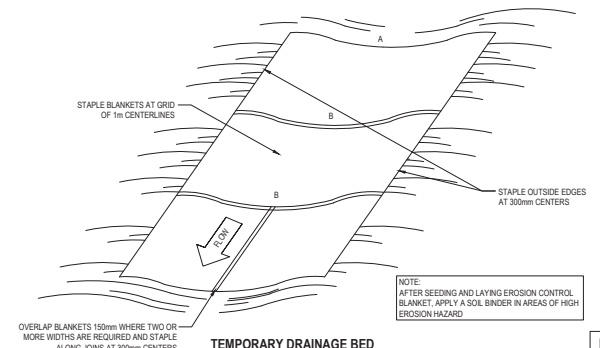 A
STAPLE BLANKETS AT GRID
OF 1m CENTERLINES
B
B
STAPLE OUTSIDE EDGES
AT 300mm CENTERS
FLOW
NOTE:
AFTER SEEDING AND LAYING EROSION CONTROL
BLANKET, APPLY A SOIL BINDER IN AREAS OF HIGH
EROSION HAZARD
OVERLAP BLANKETS 150mm WHERE TWO OR
MORE WIDTHS ARE REQUIRED AND STAPLE
ALONG JOINS AT 300mm CENTERS
TEMPORARY DRAINAGE BED